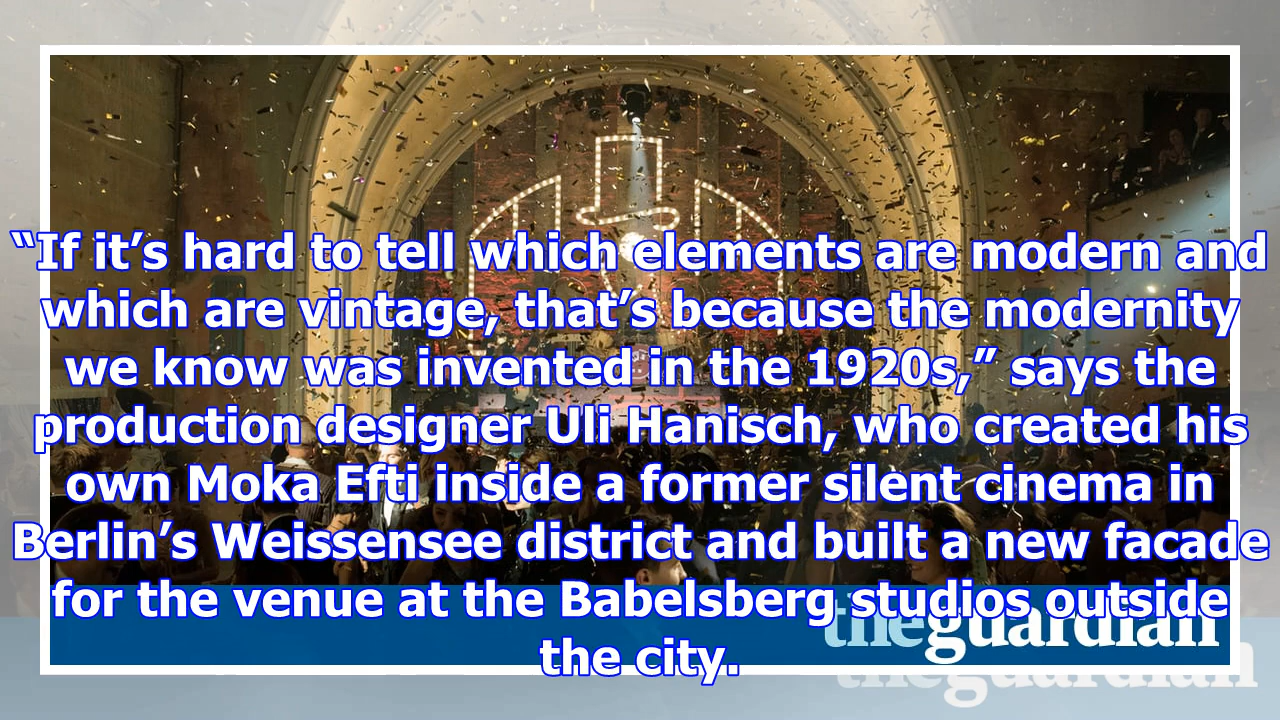 “If it’s hard to tell which elements are modern and
which are vintage, that’s because the modernity
we know was invented in the 1920s,” says the
production designer Uli Hanisch, who created his
own Moka Efti inside a former silent cinema in
Berlin’s Weissensee district and built a new facade
for the venue at the Babelsberg studios outside
the city.
theguardian
theguardian